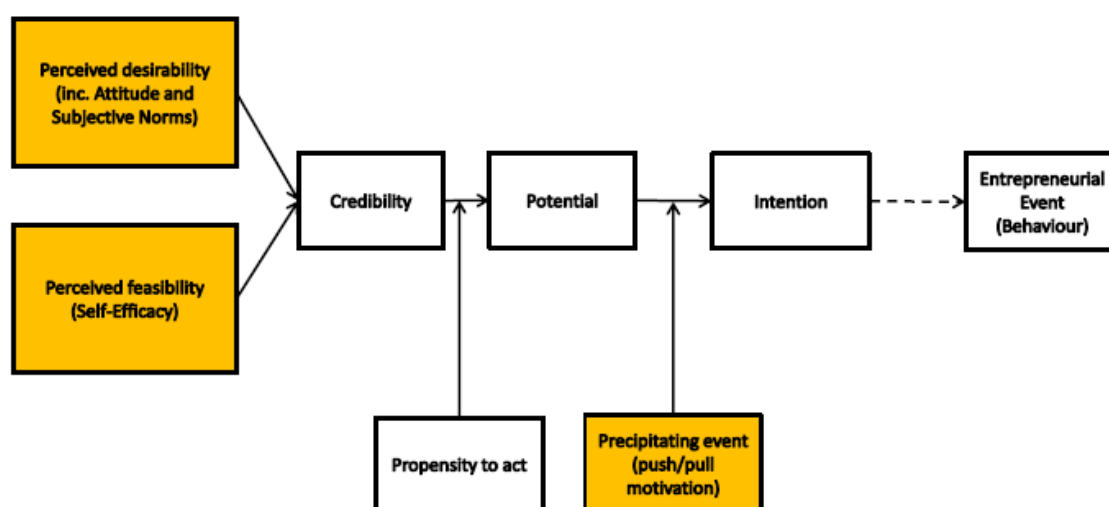 Perceived desirability
(inc. Attitude and
Subjective Norms)
Perceived feasibility
(Self-Efficacy)
Credibility
Potential
Intention
Entrepreneurial
Event
(Behaviour)
Propensity to act
Precipitating event
(push/pull
motivation)